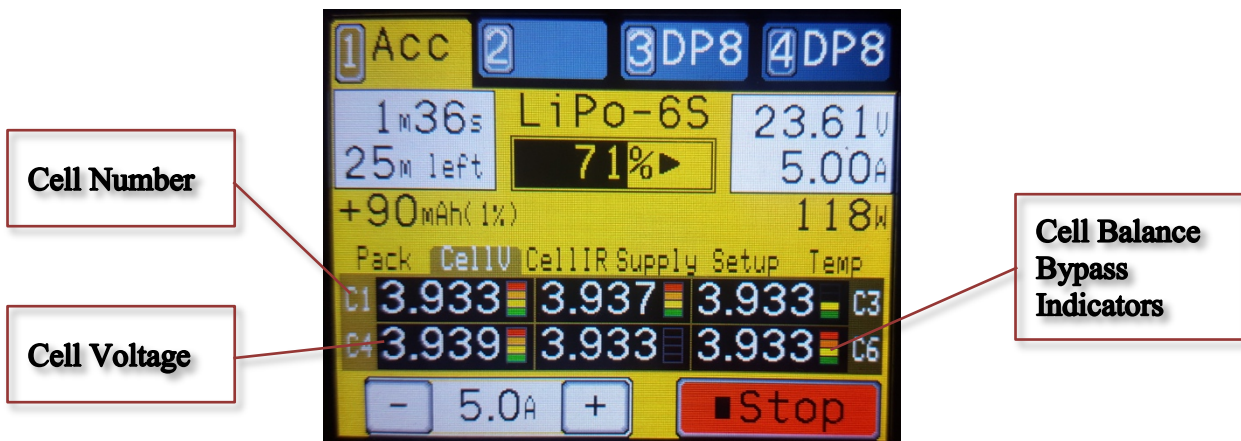 1 Acc 2 3 DP8 4 DP8
1m36s LiPo-6S 23.61V
25m left 71% 5.00A
+90mAh(1%) 118W
Pack CellV CellIR Supply Setup Temp
C1 3.933 3.937 3.933 C3
C4 3.939 3.933 3.933 C6
- 5.0A + Stop
Cell Number
Cell Voltage
Cell Balance
Bypass
Indicators